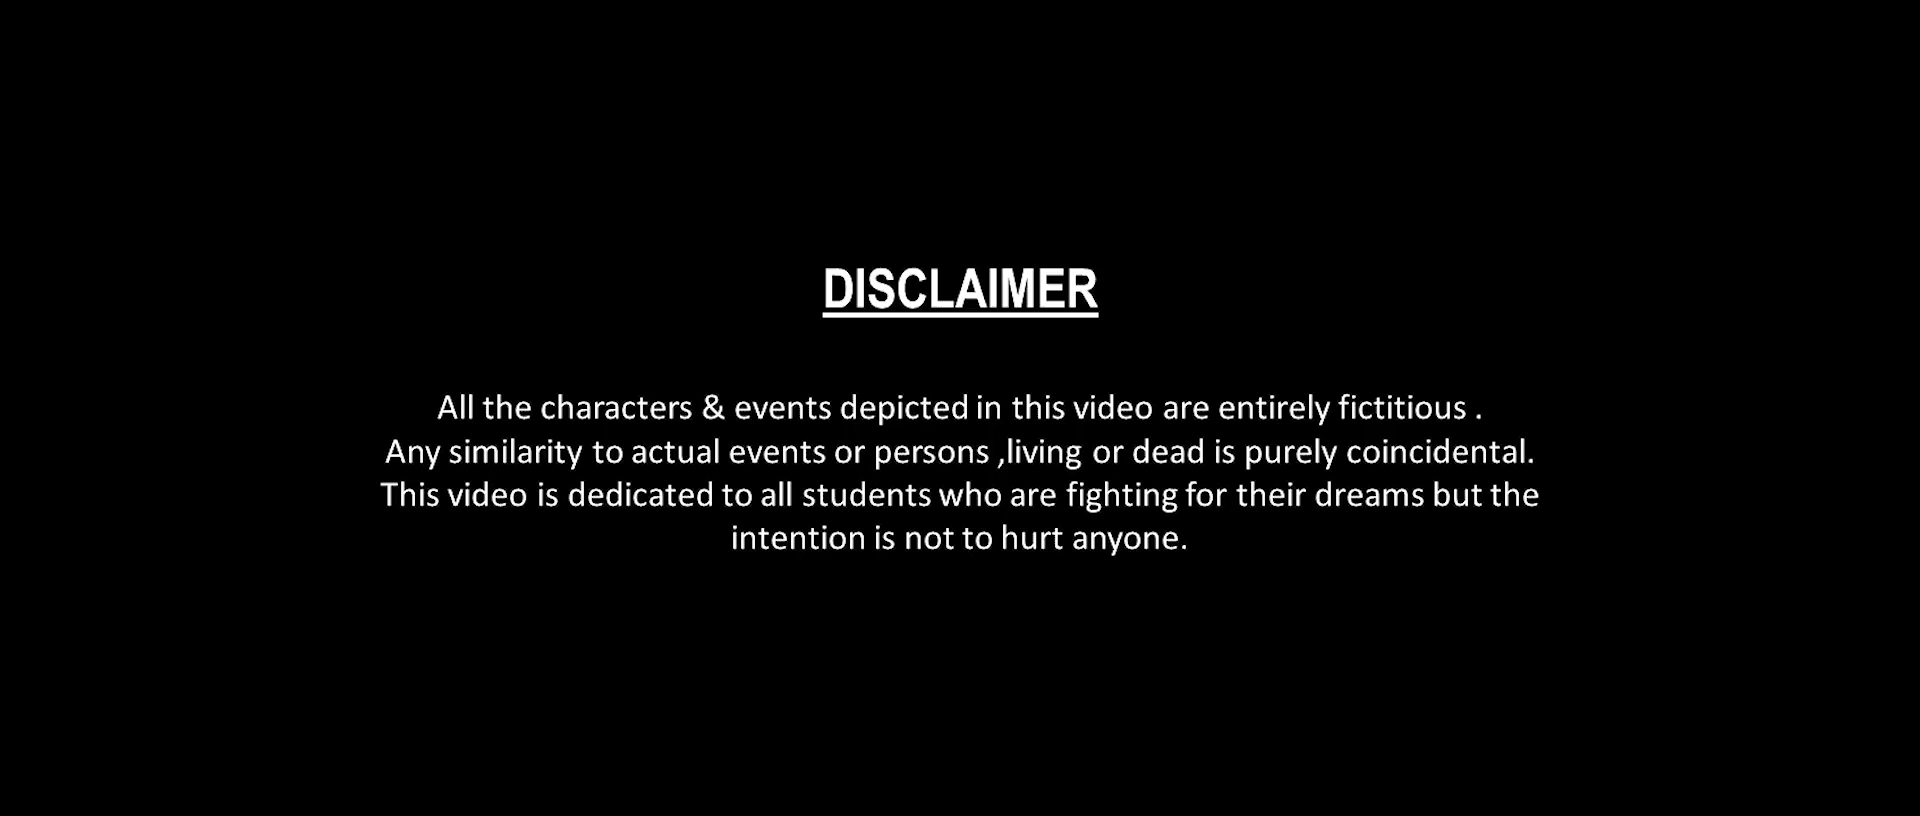 DISCLAIMER
All the characters & events depicted in this video are entirely fictitious .
Any similarity to actual events or persons ,living or dead is purely coincidental.
This video is dedicated to all students who are fighting for their dreams but the
intention is not to hurt anyone.